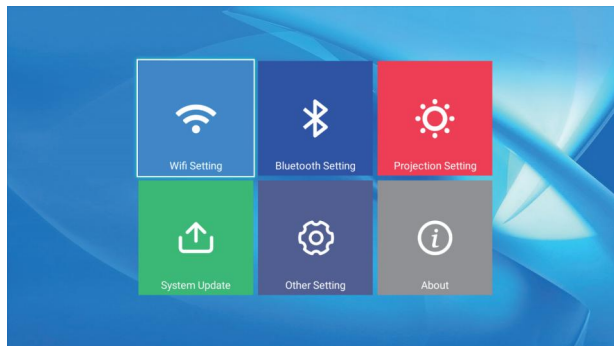 Wifi Setting
Bluetooth Setting
Projection Setting
System Update
Other Setting
About